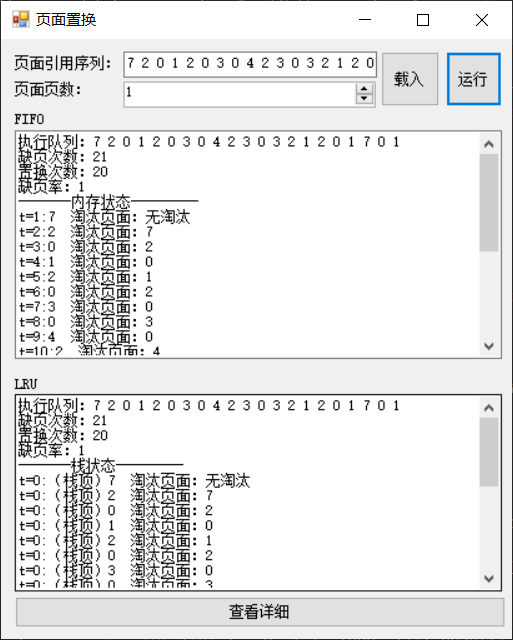 页面置换
页面引用序列: 7 2 0 1 2 0 3 0 4 2 3 0 3 2 1 2 0
页面页数: 1
载入
运行
FIFO
执行队列: 7 2 0 1 2 0 3 0 4 2 3 0 3 2 1 2 0 1 7 0 1
缺页次数: 21
置换次数: 20
缺页率: 1
————内存状态—————
t=1:7 淘汰页面: 无淘汰
t=2:2 淘汰页面: 7
t=3:0 淘汰页面: 2
t=4:1 淘汰页面: 0
t=5:2 淘汰页面: 1
t=6:0 淘汰页面: 2
t=7:3 淘汰页面: 0
t=8:0 淘汰页面: 3
t=9:4 淘汰页面: 0
t=10:2 淘汰页面: 4
LRU
执行队列: 7 2 0 1 2 0 3 0 4 2 3 0 3 2 1 2 0 1 7 0 1
缺页次数: 21
置换次数: 20
缺页率: 1
————栈状态—————
t=0: (栈顶) 7 淘汰页面: 无淘汰
t=0: (栈顶) 2 淘汰页面: 7
t=0: (栈顶) 0 淘汰页面: 2
t=0: (栈顶) 1 淘汰页面: 0
t=0: (栈顶) 2 淘汰页面: 1
t=0: (栈顶) 0 淘汰页面: 2
t=0: (栈顶) 3 淘汰页面: 0
t=0: (栈顶) 0 淘汰页面: 3
查看详细